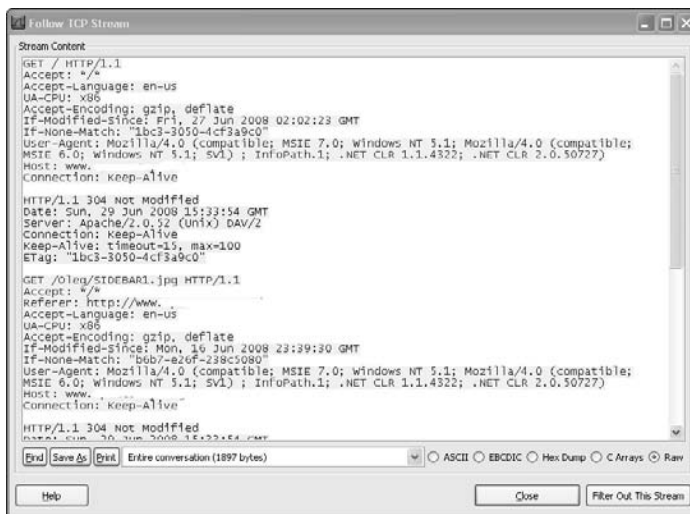 Follow TCP Stream
Stream Content
GET / HTTP/1.1
Accept: */*
Accept-Language: en-us
UA-CPU: x86
Accept-Encoding: gzip, deflate
If-Modified-Since: Fri, 27 Jun 2008 02:02:23 GMT
If-None-Match: "1bc3-3050-4cf3a9c0"
User-Agent: Mozilla/4.0 (compatible; MSIE 7.0; Windows NT 5.1; Mozilla/4.0 (compatible;
MSIE 6.0; Windows NT 5.1; SV1) ; InfoPath.1; .NET CLR 1.1.4322; .NET CLR 2.0.50727)
Host: www.
Connection: Keep-Alive
HTTP/1.1 304 Not Modified
Date: Sun, 29 Jun 2008 15:33:54 GMT
Server: Apache/2.0.52 (Unix) DAV/2
Connection: Keep-Alive
Keep-Alive: timeout=15, max=100
ETag: "1bc3-3050-4cf3a9c0"
GET /Oleg/SIDEBAR1.jpg HTTP/1.1
Accept: */*
Referer: http://www.
Accept-Language: en-us
UA-CPU: x86
Accept-Encoding: gzip, deflate
If-Modified-Since: Mon, 16 Jun 2008 23:39:30 GMT
If-None-Match: "b6b7-e26f-238c5080"
User-Agent: Mozilla/4.0 (compatible; MSIE 7.0; Windows NT 5.1; Mozilla/4.0 (compatible;
MSIE 6.0; Windows NT 5.1; SV1) ; InfoPath.1; .NET CLR 1.1.4322; .NET CLR 2.0.50727)
Host: www.
Connection: Keep-Alive
HTTP/1.1 304 Not Modified
Date: Sun, 29 Jun 2008 15:33:54 GMT
Find Save As Print Entire conversation (1897 bytes) ASCII EBCDIC Hex Dump C Arrays Raw
Help Close Filter Out This Stream